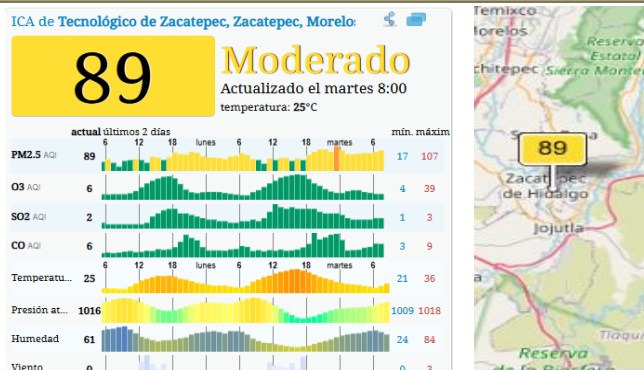 ICA de Tecnológico de Zacatepec, Zacatepec, Morelo
89
Moderado
Actualizado el martes 8:00
temperatura: 25°C
actual últimos 2 días
mín. máxim
6 12 18 lunes 6 12 18 martes 6
PM2.5 AQI 89 17 107
O3 AQI 6 4 39
SO2 AQI 2 1 3
CO AQI 6 3 9
6 12 18 lunes 6 12 18 martes 6
Temperatu... 25 21 36
Presión at... 1016 1009 1018
Humedad 61 24 84
Viento 0 0 3
Temixco
Morelos
Reserva
Estatal
chitepec Sierra Monte
89
Zacatepec
de Hidalgo
Jojutla
Tlaqui
Reserva
de la Biosfera